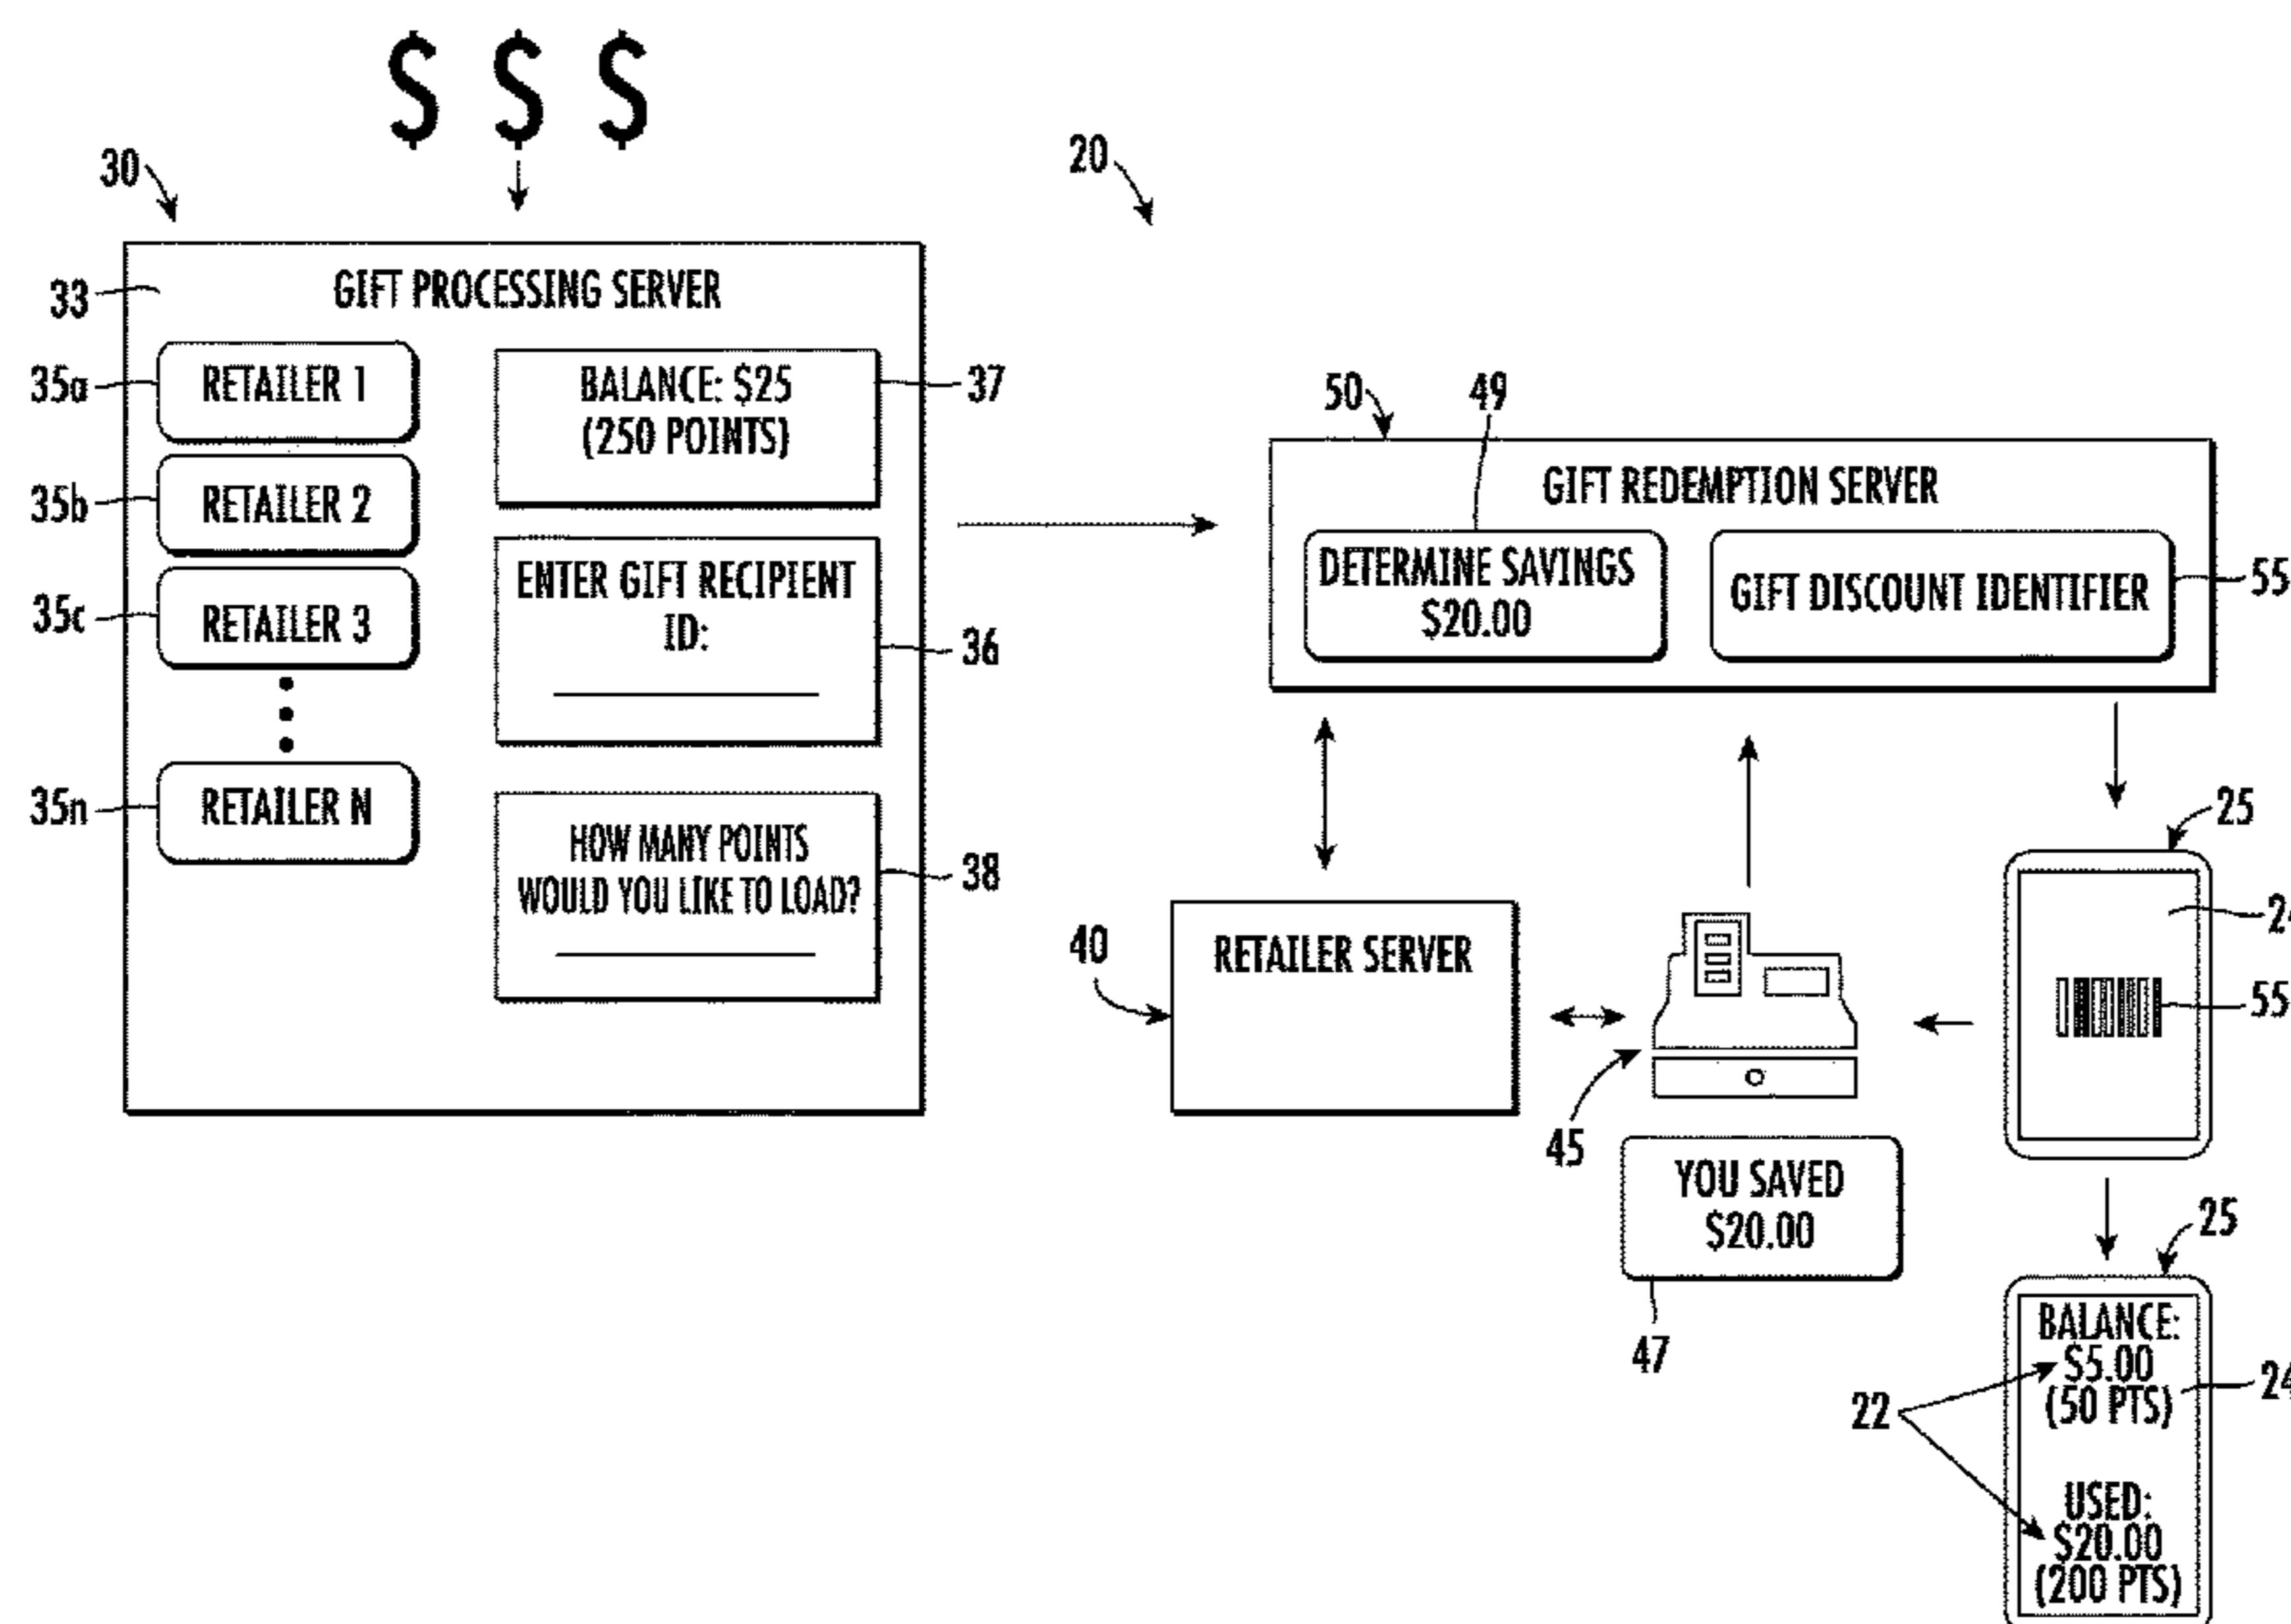 $ $ $
30
20
33
GIFT PROCESSING SERVER
35a
RETAILER 1
35b
RETAILER 2
35c
RETAILER 3
35n
RETAILER N
BALANCE: $25
(250 POINTS)
37
ENTER GIFT RECIPIENT
ID:
36
HOW MANY POINTS
WOULD YOU LIKE TO LOAD?
38
50
49
GIFT REDEMPTION SERVER
DETERMINE SAVINGS
$20.00
GIFT DISCOUNT IDENTIFIER
55
40
RETAILER SERVER
45
YOU SAVED
$20.00
47
25
24
55
25
BALANCE:
$5.00
(50 PTS)
24
22
USED:
$20.00
(200 PTS)